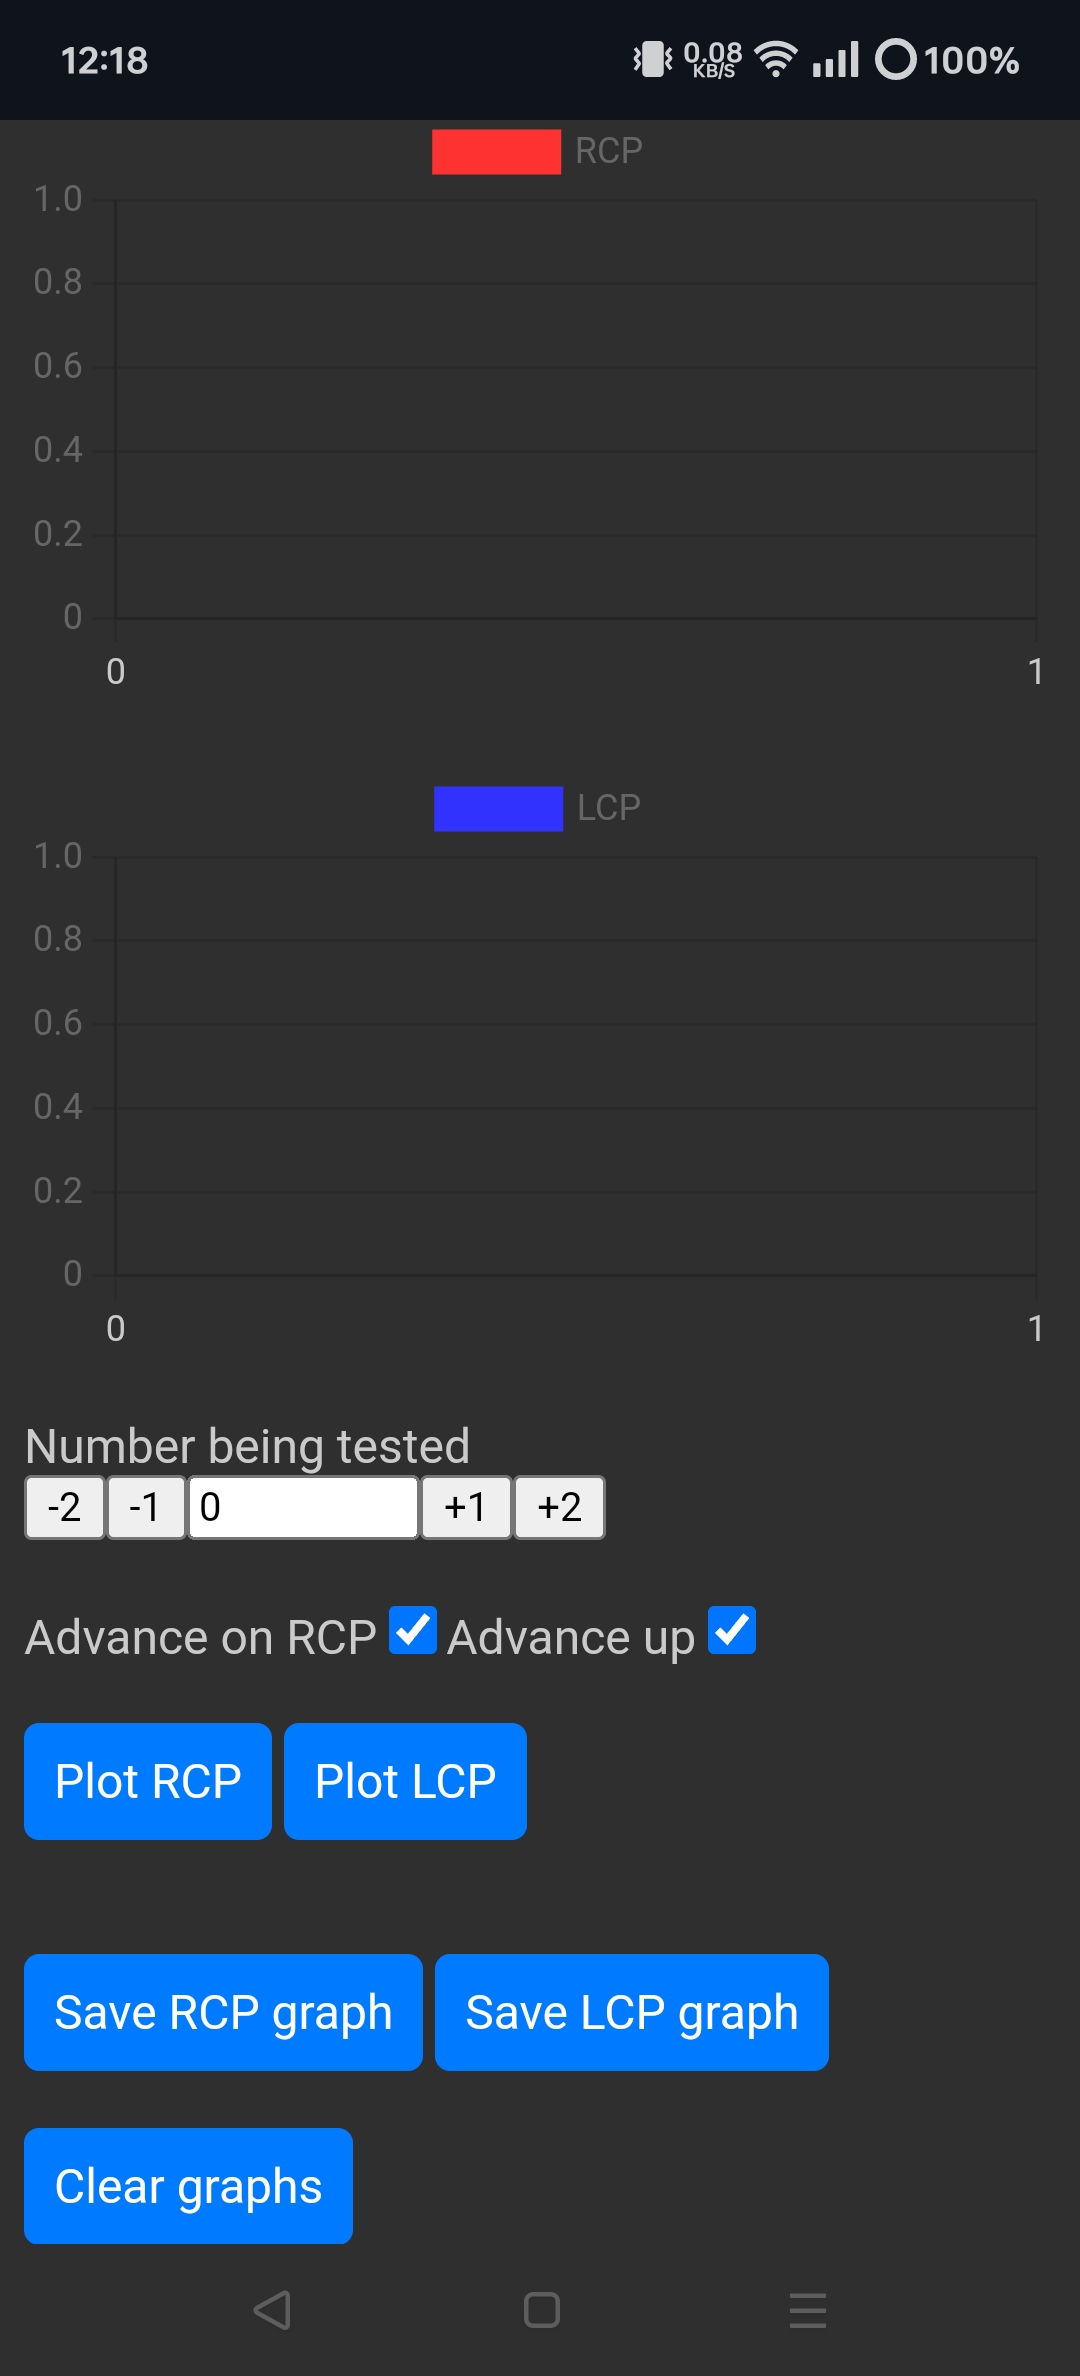 12:18 0.08 KB/S 100%
RCP
1.0
0.8
0.6
0.4
0.2
0
0 1
LCP
1.0
0.8
0.6
0.4
0.2
0
0 1
Number being tested
-2 -1 0 +1 +2
Advance on RCP Advance up
Plot RCP Plot LCP
Save RCP graph Save LCP graph
Clear graphs